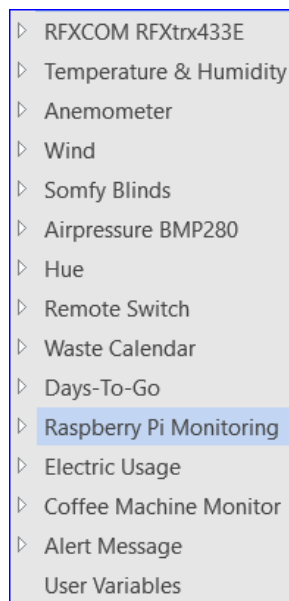 RFXCOM RFXtrx433E
Temperature & Humidity
Anemometer
Wind
Somfy Blinds
Airpressure BMP280
Hue
Remote Switch
Waste Calendar
Days-To-Go
Raspberry Pi Monitoring
Electric Usage
Coffee Machine Monitor
Alert Message
User Variables